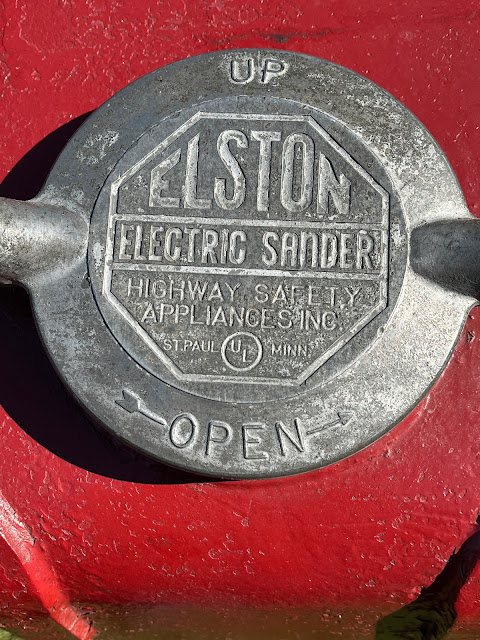 UP
ELSTON
ELECTRIC SANDER
HIGHWAY SAFETY
APPLIANCES INC
ST. PAUL UL MINN.
OPEN